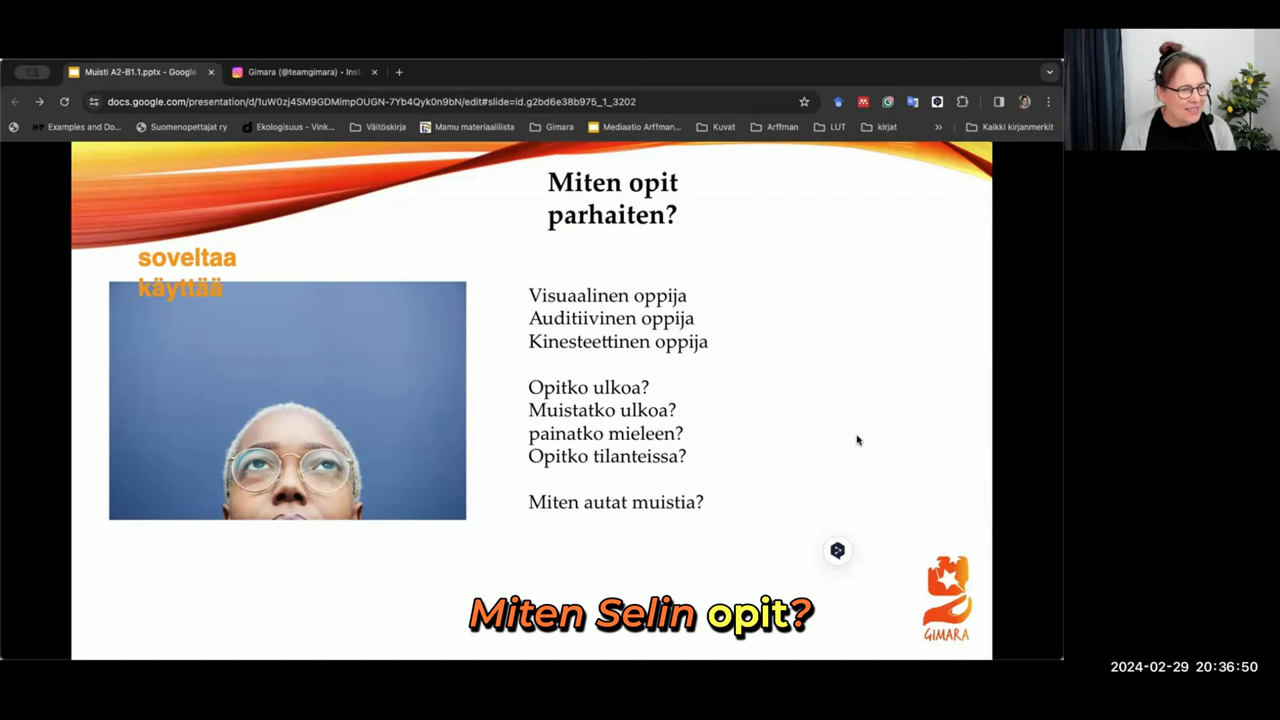 Muisti A2-B1.1.pptx - Google
Gimara (@teamgimara) • Inst
docs.google.com/presentation/d/1uW0zj4SM9GDMimpOUGN-7Yb4Qyk0n9bN/edit#slide=id.g2bd6e38b975_1_3202
Examples and Do...
Suomenopettajat ry
Ekologisuus - Vink...
Väitöskirja
Mamu materiaalilista
Gimara
Mediaatio Arffman...
Kuvat
Arffman
LUT
kirjat
»
Kaikki kirjanmerkit
Miten opit
parhaiten?
soveltaa
käyttää
Visuaalinen oppija
Auditiivinen oppija
Kinesteettinen oppija
Opitko ulkoa?
Muistatko ulkoa?
painatko mieleen?
Opitko tilanteissa?
Miten autat muistia?
GIMARA
Miten Selin opit?
2024-02-29 20:36:50